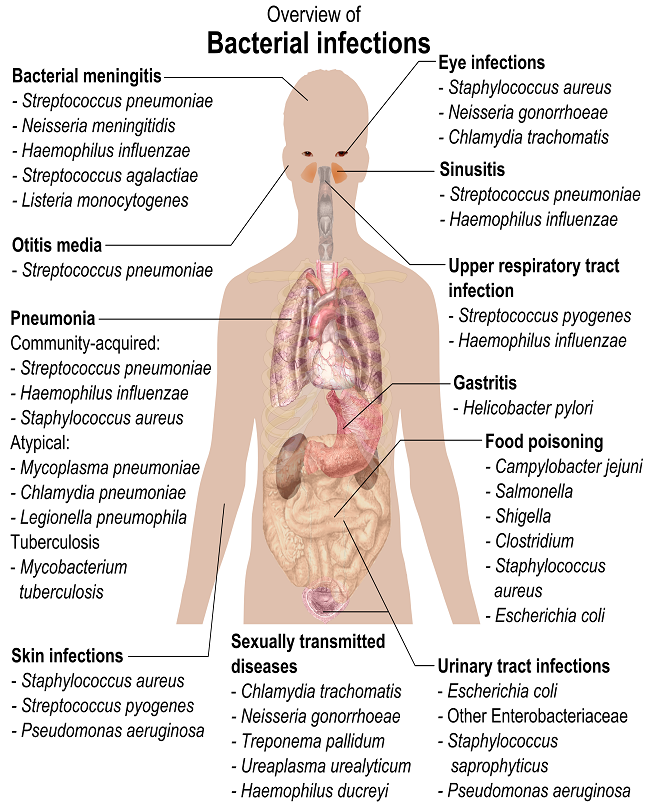 Overview of
Bacterial infections
Bacterial meningitis
- Streptococcus pneumoniae
- Neisseria meningitidis
- Haemophilus influenzae
- Streptococcus agalactiae
- Listeria monocytogenes
Otitis media
- Streptococcus pneumoniae
Pneumonia
Community-acquired:
- Streptococcus pneumoniae
- Haemophilus influenzae
- Staphylococcus aureus
Atypical:
- Mycoplasma pneumoniae
- Chlamydia pneumoniae
- Legionella pneumophila
Tuberculosis
- Mycobacterium
tuberculosis
Skin infections
- Staphylococcus aureus
- Streptococcus pyogenes
- Pseudomonas aeruginosa
Eye infections
- Staphylococcus aureus
- Neisseria gonorrhoeae
- Chlamydia trachomatis
Sinusitis
- Streptococcus pneumoniae
- Haemophilus influenzae
Upper respiratory tract
infection
- Streptococcus pyogenes
- Haemophilus influenzae
Gastritis
- Helicobacter pylori
Food poisoning
- Campylobacter jejuni
- Salmonella
- Shigella
- Clostridium
- Staphylococcus
aureus
- Escherichia coli
Sexually transmitted
diseases
- Chlamydia trachomatis
- Neisseria gonorrhoeae
- Treponema pallidum
- Ureaplasma urealyticum
- Haemophilus ducreyi
Urinary tract infections
- Escherichia coli
- Other Enterobacteriaceae
- Staphylococcus
saprophyticus
- Pseudomonas aeruginosa